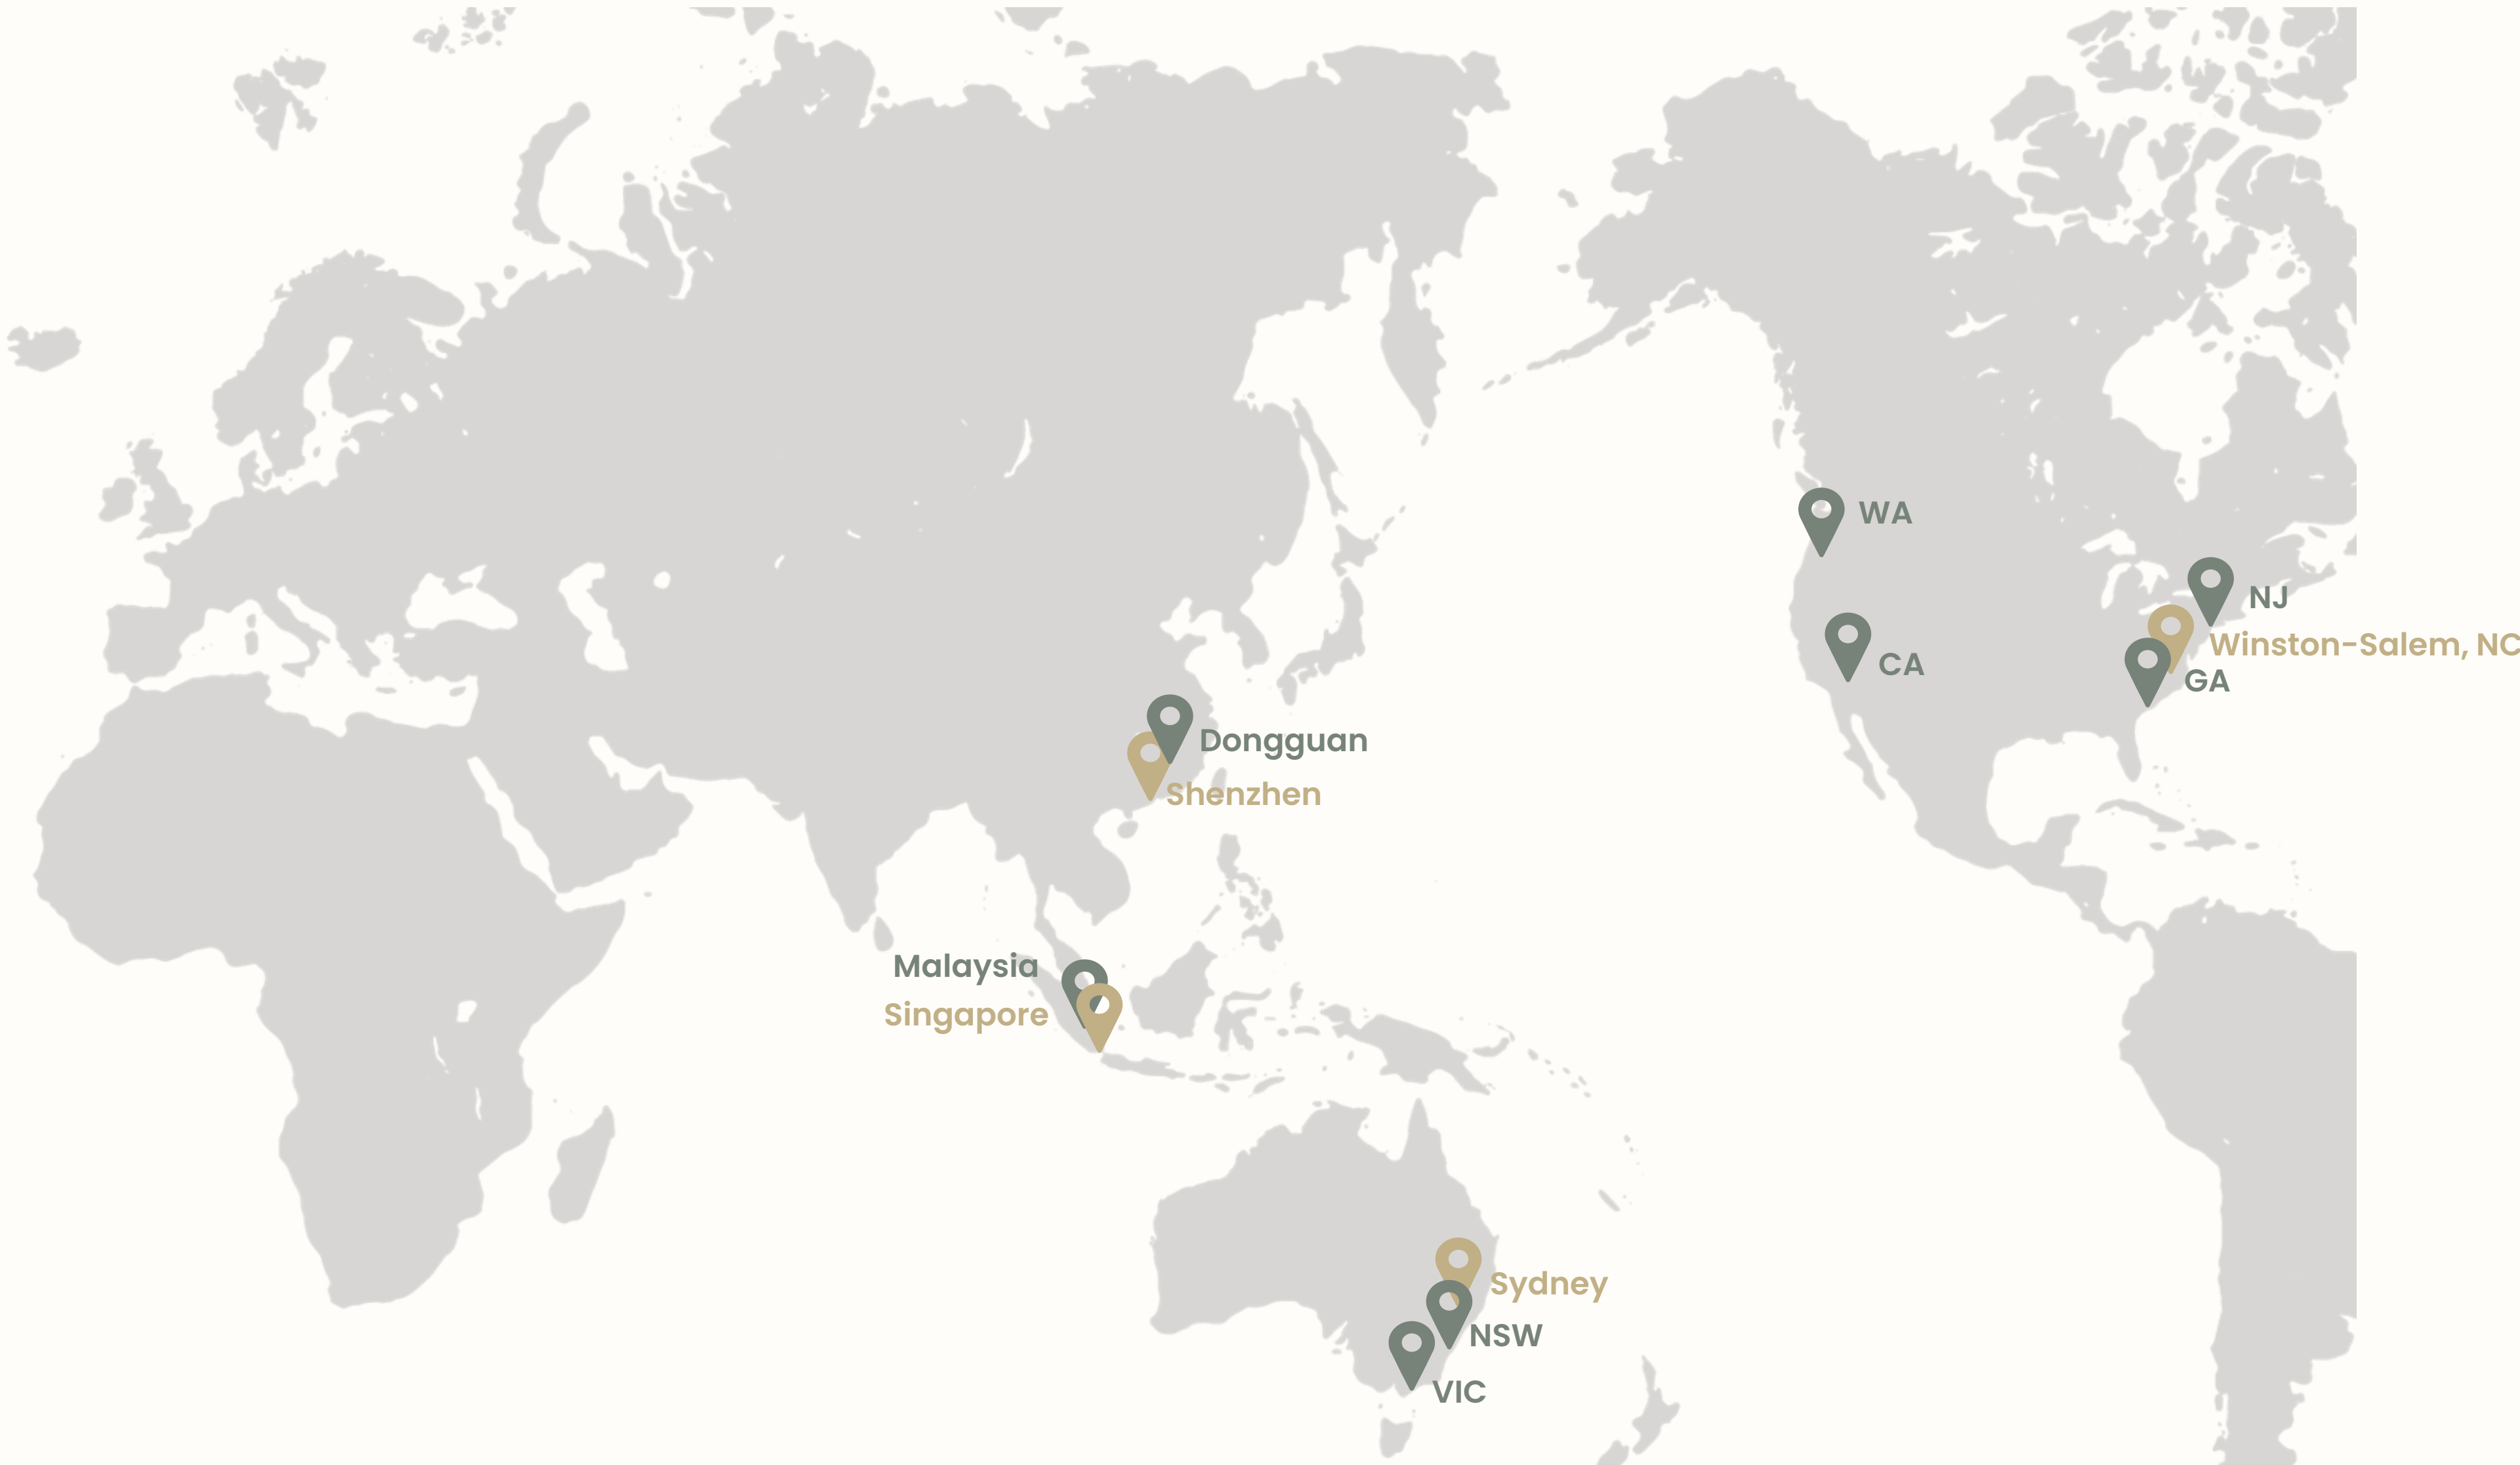 WA
NJ
Winston-Salem, NC
CA
GA
Dongguan
Shenzhen
Malaysia
Singapore
Sydney
NSW
VIC